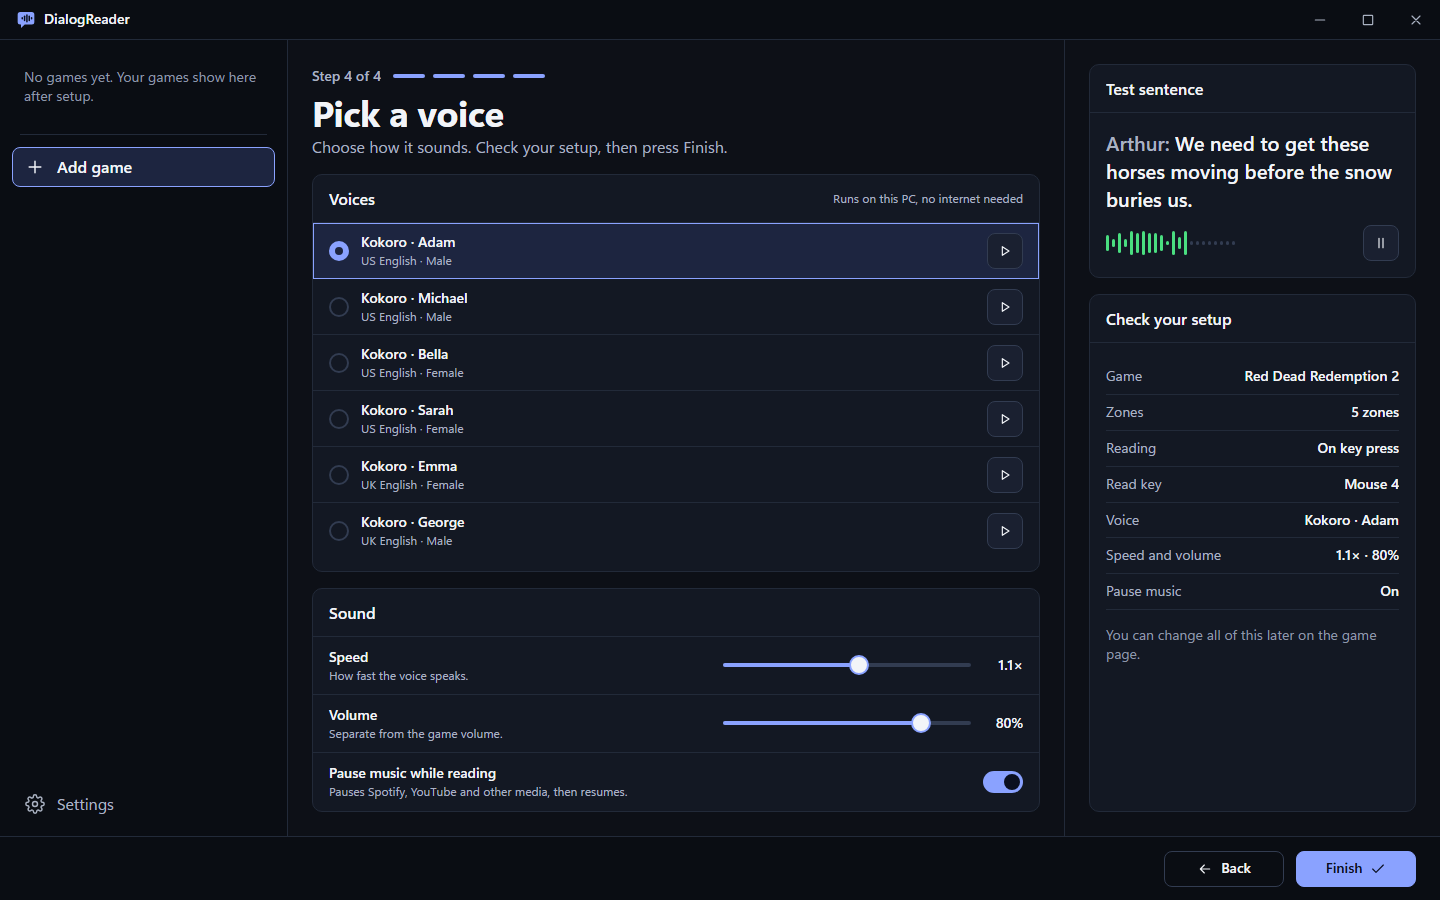 DialogReader
No games yet. Your games show here
after setup.
Add game
Settings
Step 4 of 4
Pick a voice
Choose how it sounds. Check your setup, then press Finish.
Voices
Runs on this PC, no internet needed
Kokoro · Adam
US English · Male
Kokoro · Michael
US English · Male
Kokoro · Bella
US English · Female
Kokoro · Sarah
US English · Female
Kokoro · Emma
UK English · Female
Kokoro · George
UK English · Male
Sound
Speed
How fast the voice speaks.
1.1×
Volume
Separate from the game volume.
80%
Pause music while reading
Pauses Spotify, YouTube and other media, then resumes.
Test sentence
Arthur: We need to get these
horses moving before the snow
buries us.
Check your setup
Game Red Dead Redemption 2
Zones 5 zones
Reading On key press
Read key Mouse 4
Voice Kokoro · Adam
Speed and volume 1.1× · 80%
Pause music On
You can change all of this later on the game
page.
Back
Finish